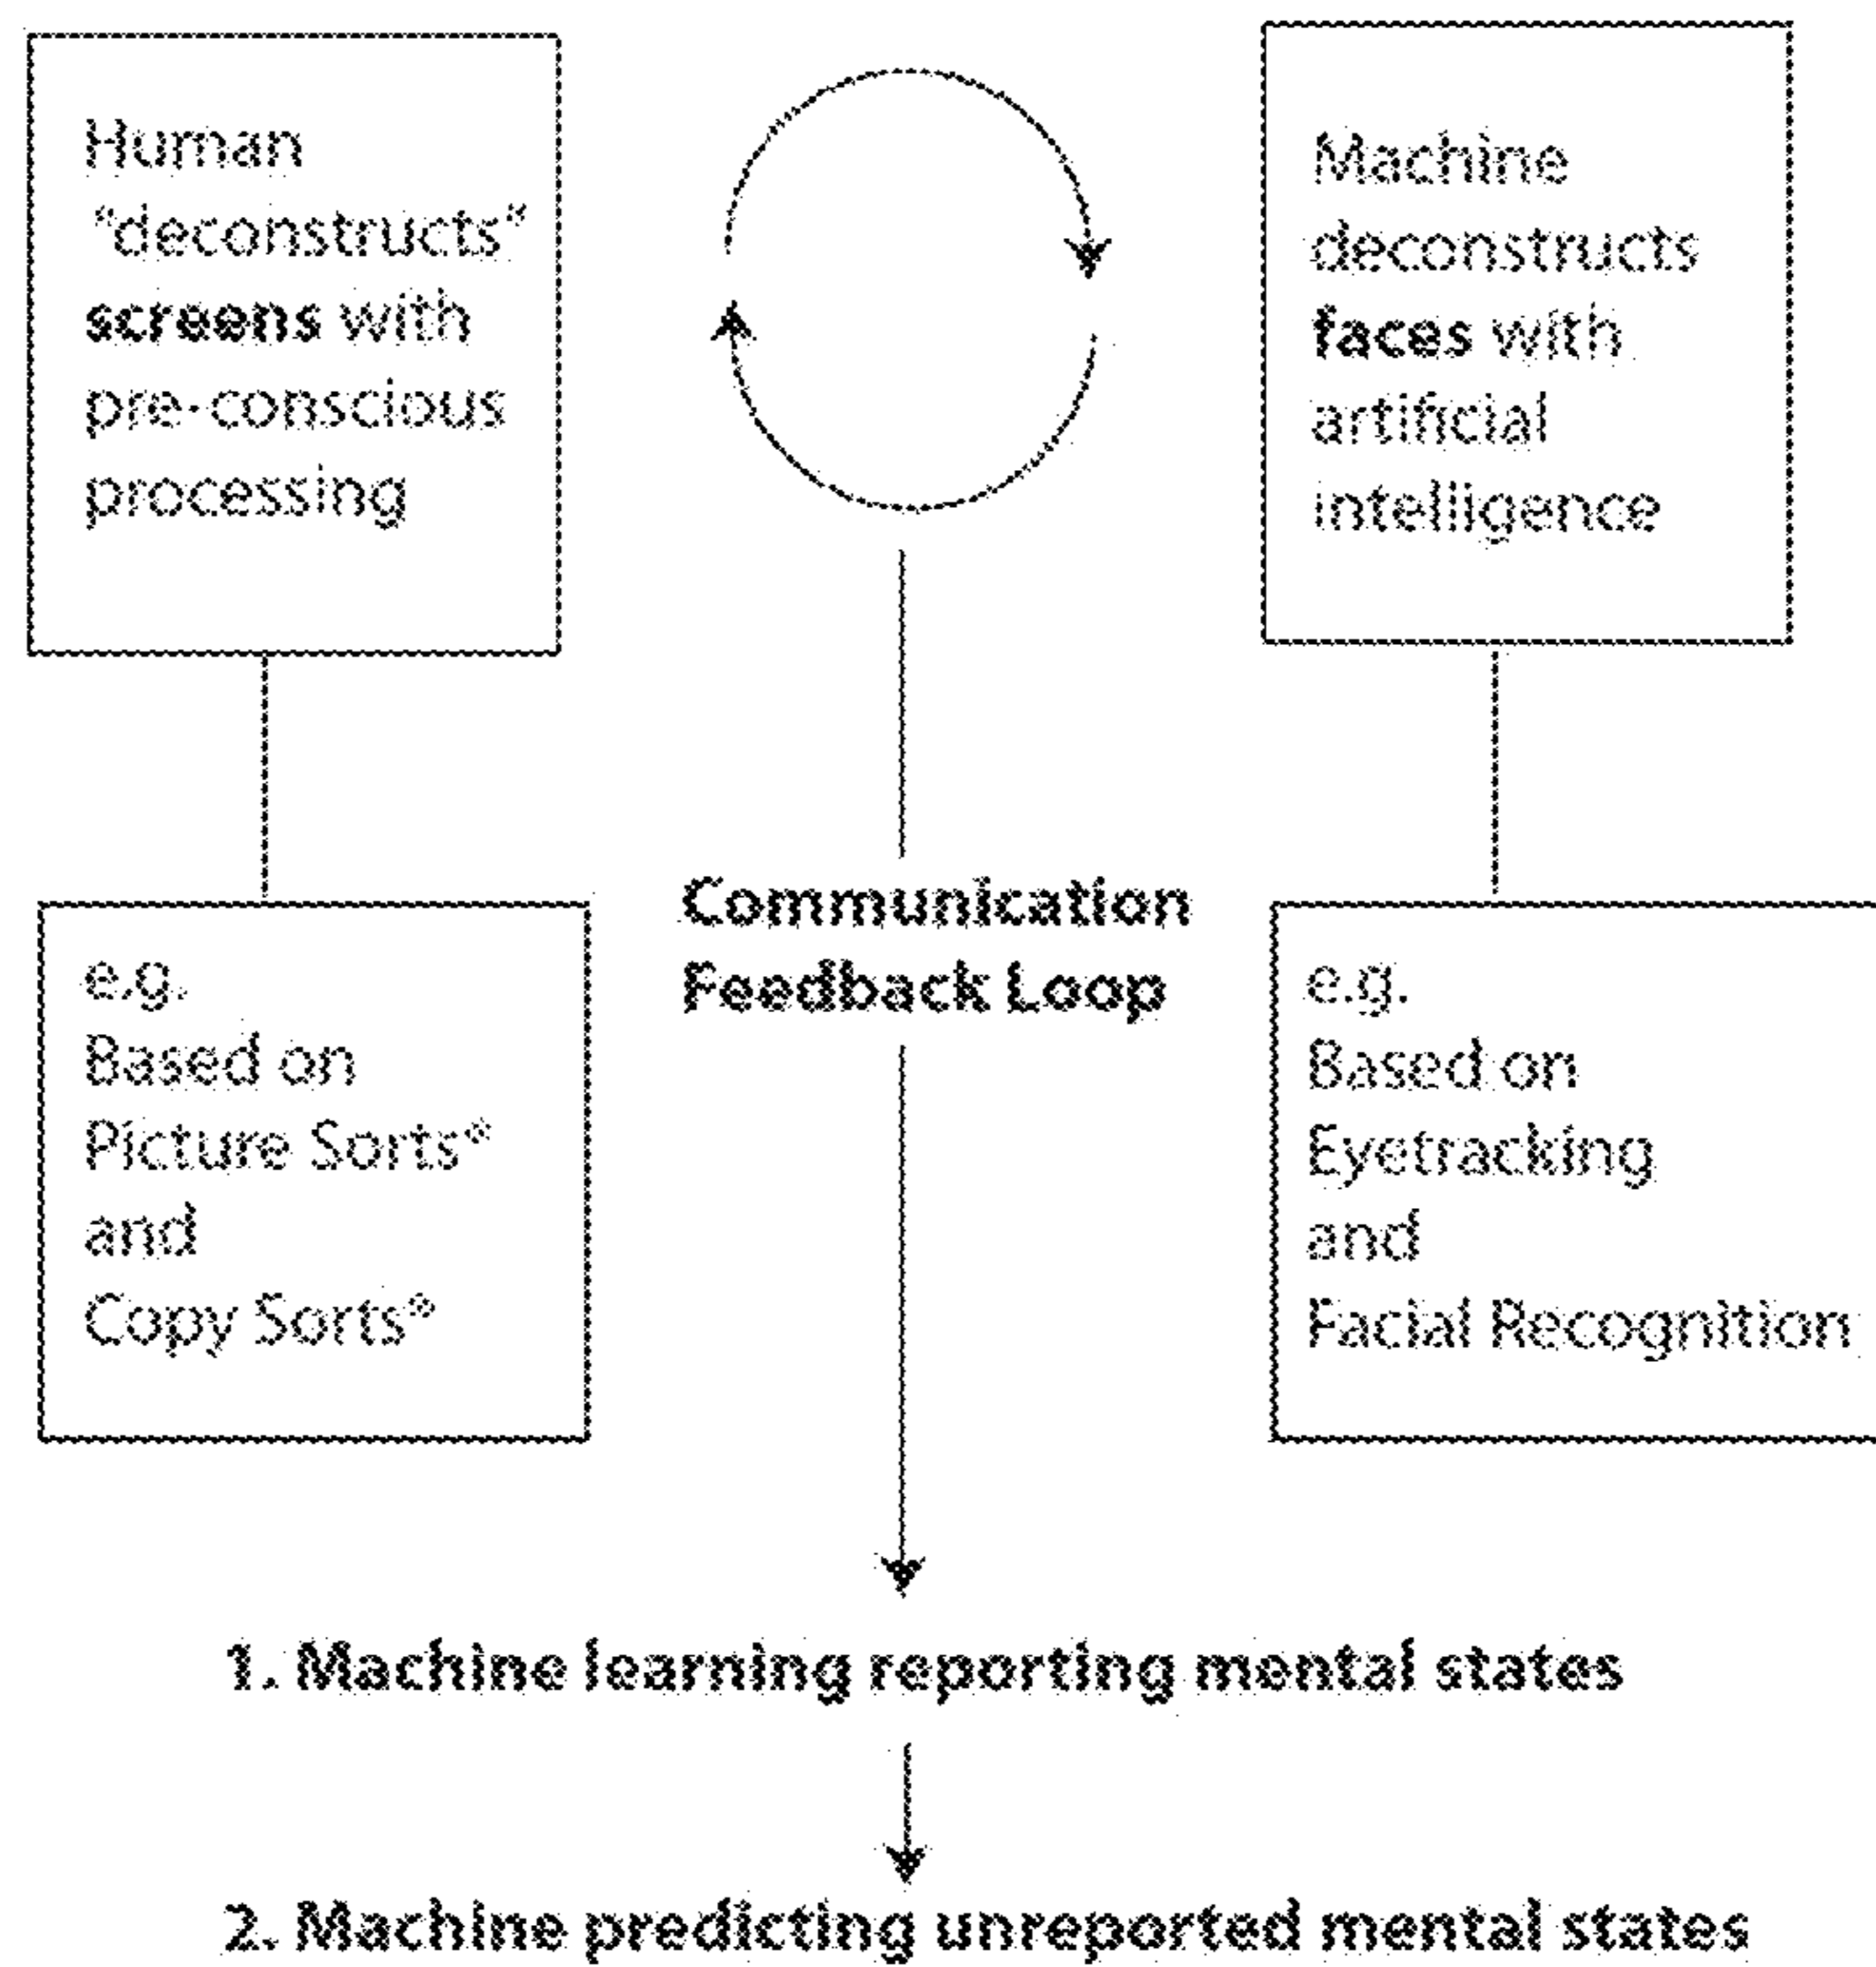 Human
"deconstructs"
screens with
pre-conscious
processing
Machine
deconstructs
faces with
artificial
intelligence
Communication
Feedback Loop
e.g.
Based on
Picture Sorts®
and
Copy Sorts®
e.g.
Based on
Eyetracking
and
Facial Recognition
1. Machine learning reporting mental states
2. Machine predicting unreported mental states